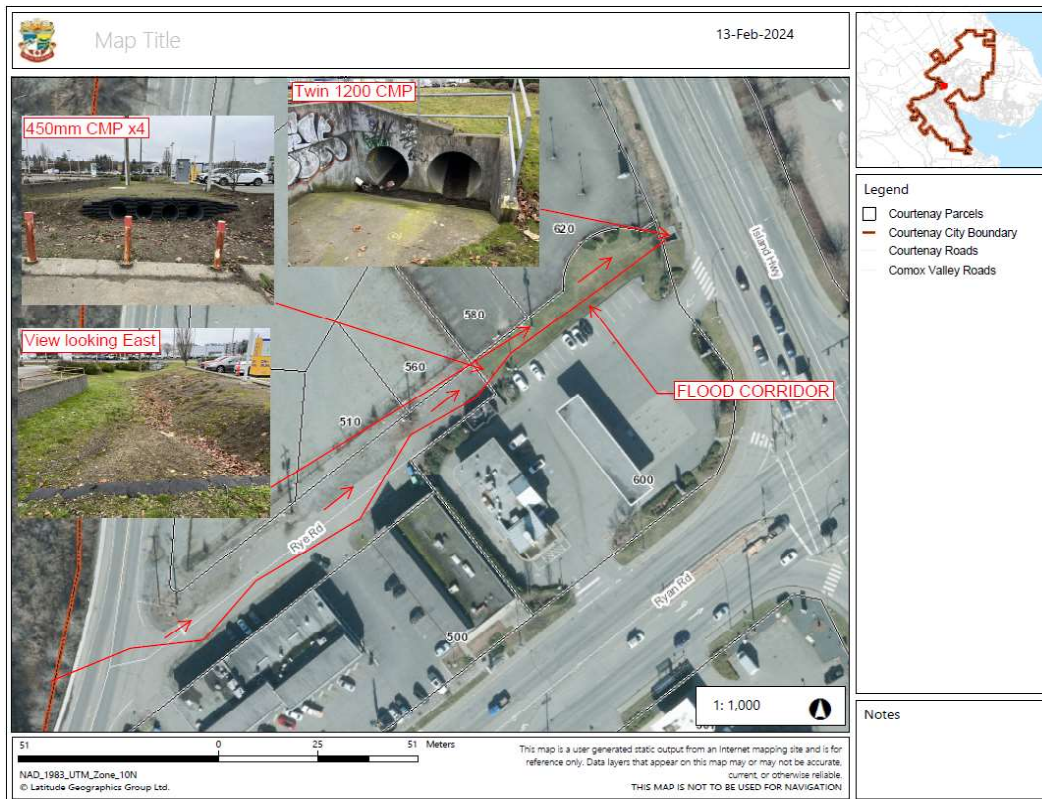 Map Title
13-Feb-2024
Twin 1200 CMP
450mm CMP x4
View looking East
FLOOD CORRIDOR
620
580
560
510
600
500
Island Hwy
Rye Rd
Ryan Rd
1: 1,000
Legend
Courtenay Parcels
Courtenay City Boundary
Courtenay Roads
Comox Valley Roads
Notes
51 0 25 51 Meters
NAD_1983_UTM_Zone_10N
© Latitude Geographics Group Ltd.
This map is a user generated static output from an Internet mapping site and is for
reference only. Data layers that appear on this map may or may not be accurate,
current, or otherwise reliable.
THIS MAP IS NOT TO BE USED FOR NAVIGATION